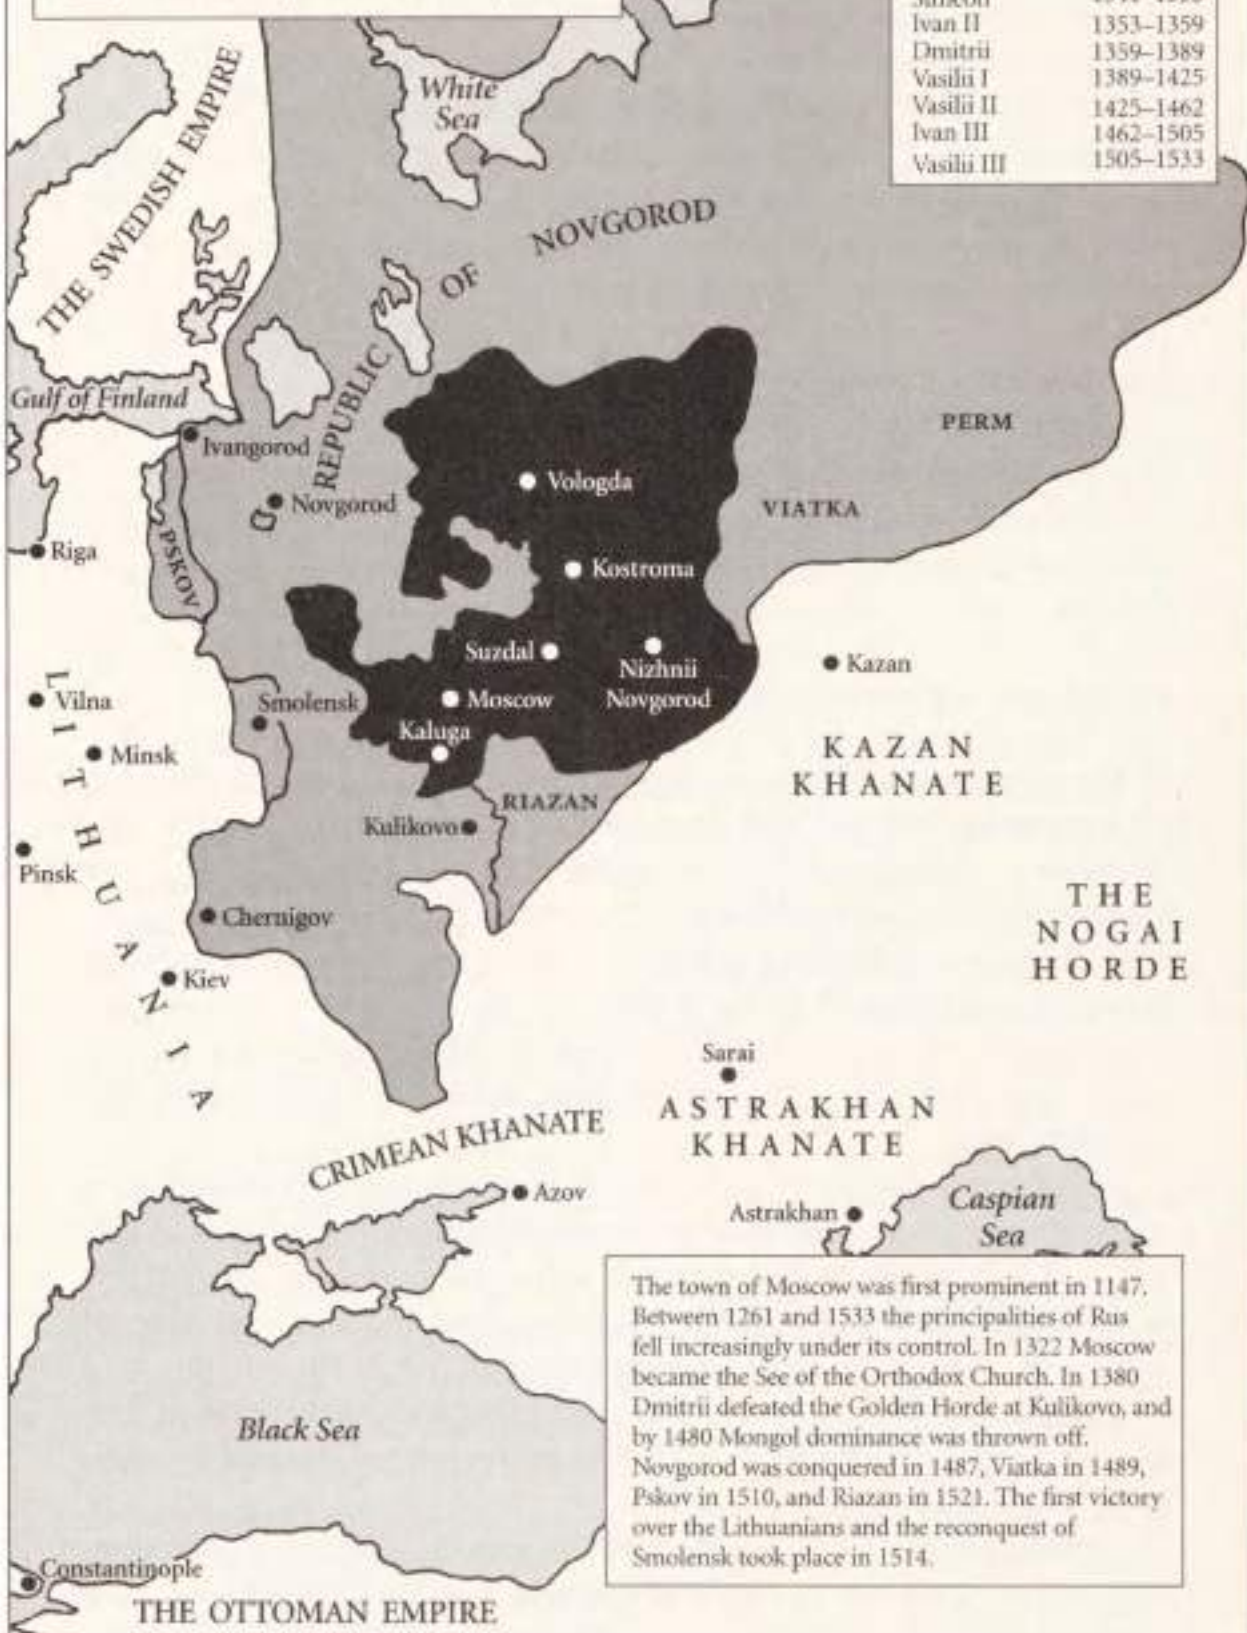 Ivan II 1353–1359
Dmitrii 1359–1389
Vasilii I 1389–1425
Vasilii II 1425–1462
Ivan III 1462–1505
Vasilii III 1505–1533
White
Sea
THE SWEDISH EMPIRE
REPUBLIC OF NOVGOROD
Gulf of Finland
Ivangorod
PERM
Vologda
Novgorod
VIATKA
Riga
PSKOV
Kostroma
Suzdal
Nizhnii
Novgorod
Kazan
Vilna
Smolensk
Moscow
Kaluga
Minsk
KAZAN
KHANATE
LITHUANIA
RIAZAN
Kulikovo
Pinsk
THE
NOGAI
HORDE
Chernigov
Kiev
Sarai
ASTRAKHAN
KHANATE
CRIMEAN KHANATE
Azov
Astrakhan
Caspian
Sea
The town of Moscow was first prominent in 1147.
Between 1261 and 1533 the principalities of Rus
fell increasingly under its control. In 1322 Moscow
became the See of the Orthodox Church. In 1380
Dmitrii defeated the Golden Horde at Kulikovo, and
by 1480 Mongol dominance was thrown off.
Novgorod was conquered in 1487, Viatka in 1489,
Pskov in 1510, and Riazan in 1521. The first victory
over the Lithuanians and the reconquest of
Smolensk took place in 1514.
Black Sea
Constantinople
THE OTTOMAN EMPIRE